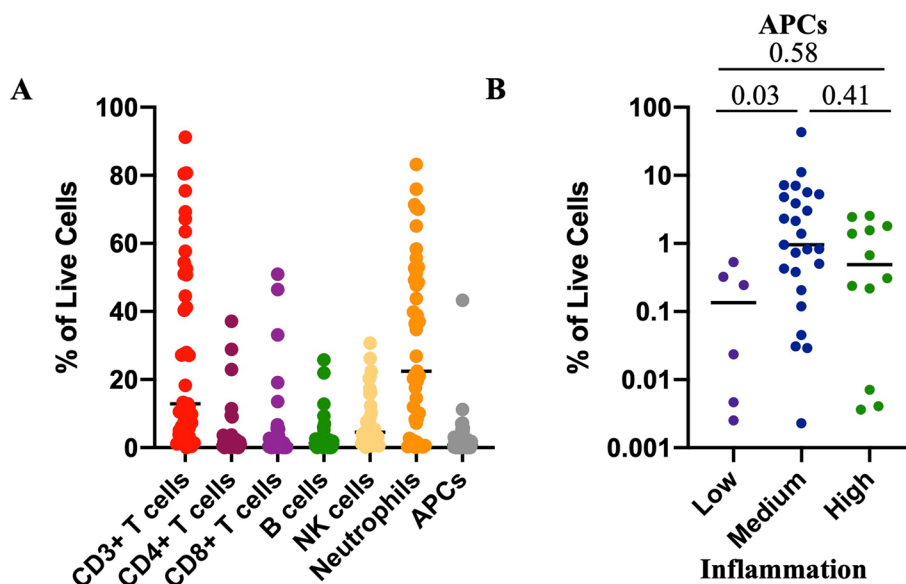 A
% of Live Cells
100
80
60
40
20
0
CD3+ T cells
CD4+ T cells
CD8+ T cells
B cells
NK cells
Neutrophils
APCs
B
APCs
0.58
0.03
0.41
% of Live Cells
100
10
1
0.1
0.01
0.001
Low
Medium
High
Inflammation